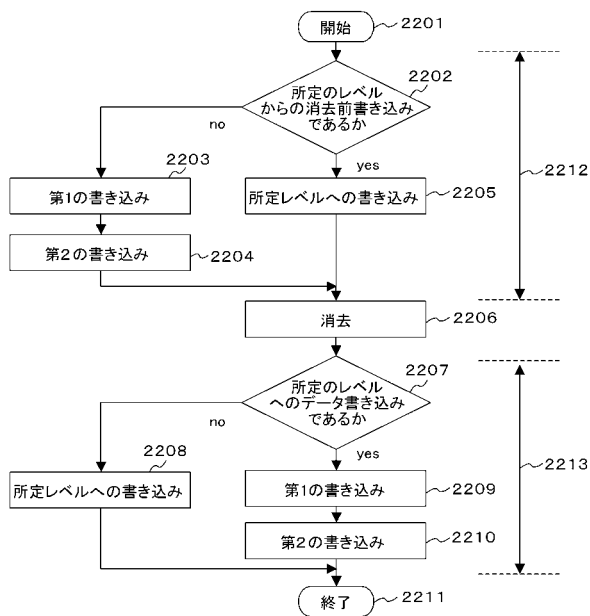 開始
2201
2202
所定のレベル
からの消去前書き込み
であるか
no
yes
2203
第1の書き込み
2205
所定レベルへの書き込み
2212
第2の書き込み
2204
消去
2206
2207
所定のレベル
へのデータ書き込み
であるか
no
yes
2208
所定レベルへの書き込み
第1の書き込み
2209
2213
第2の書き込み
2210
終了
2211